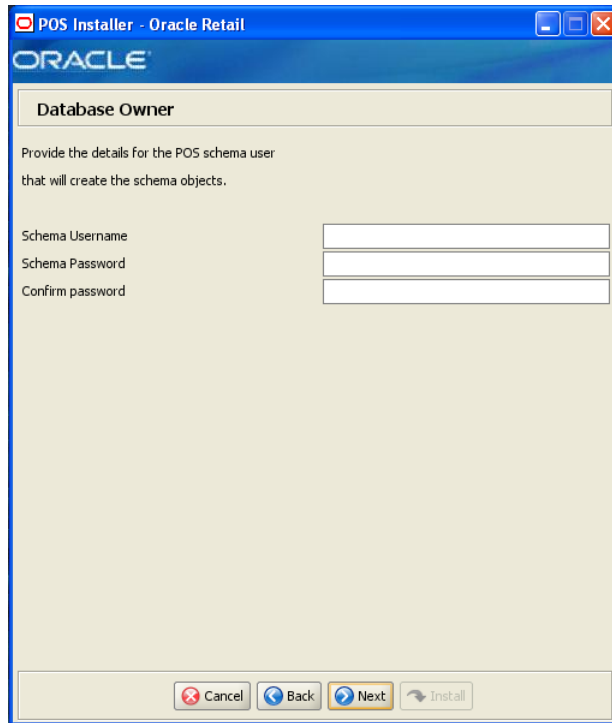 POS Installer - Oracle Retail
ORACLE
Database Owner
Provide the details for the POS schema user
that will create the schema objects.
Schema Username
Schema Password
Confirm password
Cancel
Back
Next
Install